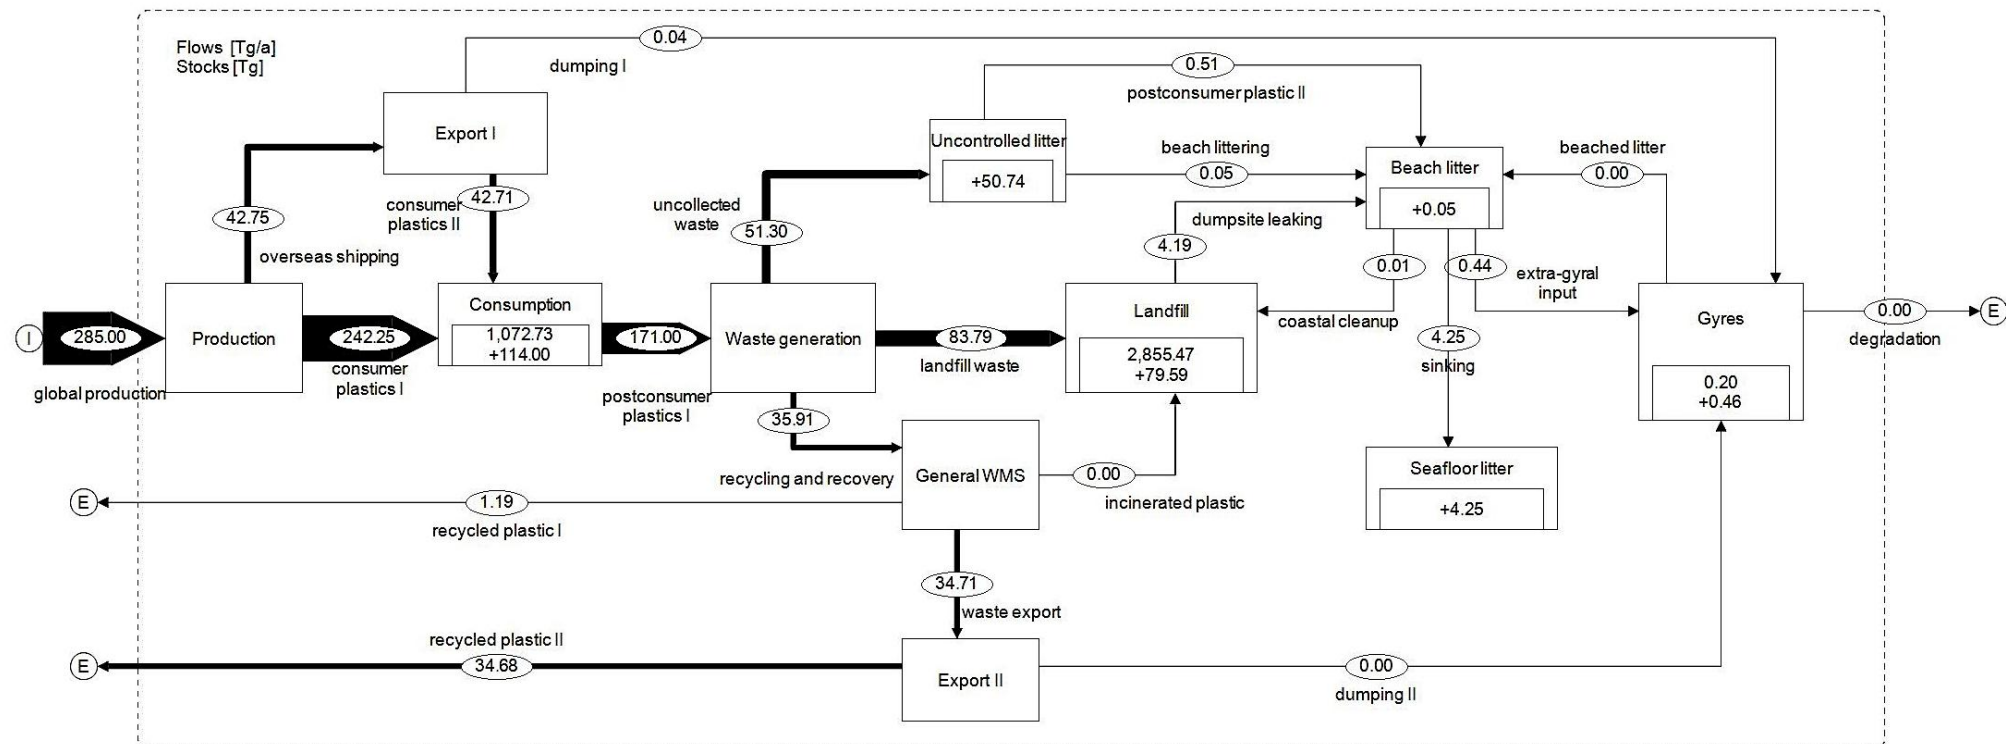 Flows [Tg/a]
Stocks [Tg]
0.04
dumping I
0.51
postconsumer plastic II
Export I
Uncontrolled litter
+50.74
beach littering
0.05
Beach litter
+0.05
beached litter
0.00
consumer
plastics II
42.71
42.75
overseas shipping
uncollected
waste
51.30
dumpsite leaking
4.19
0.01
0.44
extra-gyral
input
coastal cleanup
4.25
sinking
I
285.00
global production
Production
242.25
consumer
plastics I
Consumption
1,072.73
+114.00
171.00
postconsumer
plastics I
Waste generation
83.79
landfill waste
Landfill
2,855.47
+79.59
Gyres
0.20
+0.46
0.00
degradation
E
35.91
recycling and recovery
General WMS
0.00
incinerated plastic
Seafloor litter
+4.25
E
1.19
recycled plastic I
34.71
waste export
recycled plastic II
E
34.68
Export II
0.00
dumping II